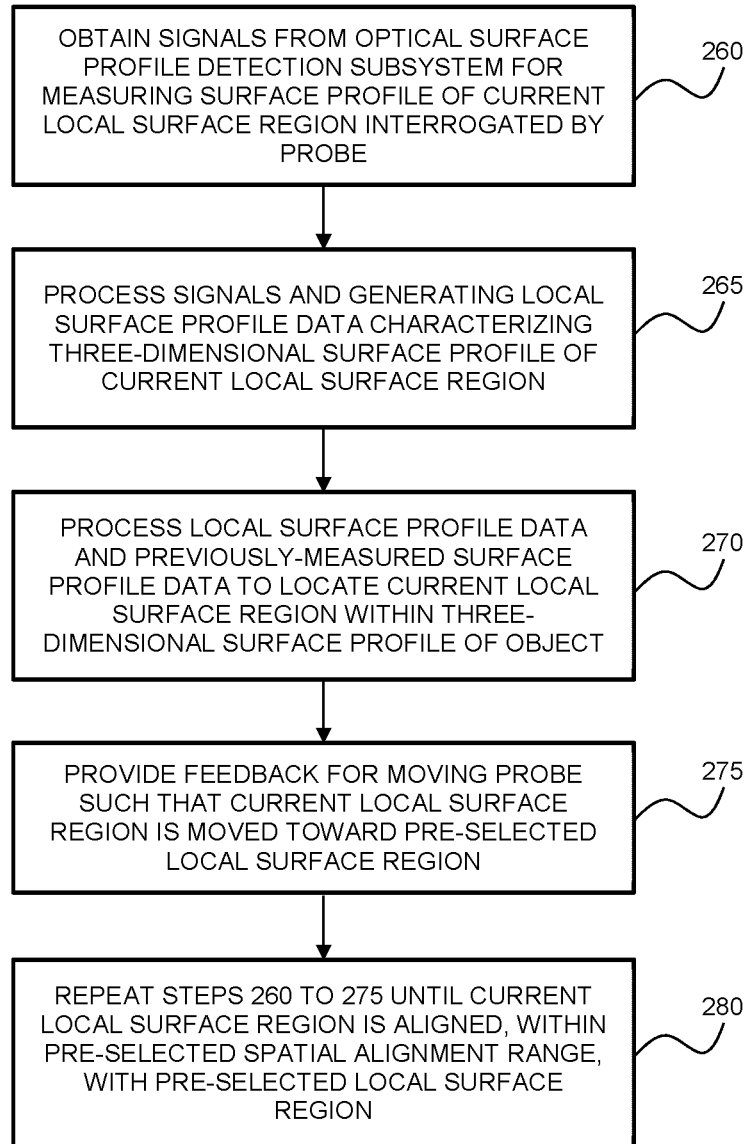 OBTAIN SIGNALS FROM OPTICAL SURFACE
PROFILE DETECTION SUBSYSTEM FOR
MEASURING SURFACE PROFILE OF CURRENT
LOCAL SURFACE REGION INTERROGATED BY
PROBE
260
PROCESS SIGNALS AND GENERATING LOCAL
SURFACE PROFILE DATA CHARACTERIZING
THREE-DIMENSIONAL SURFACE PROFILE OF
CURRENT LOCAL SURFACE REGION
265
PROCESS LOCAL SURFACE PROFILE DATA
AND PREVIOUSLY-MEASURED SURFACE
PROFILE DATA TO LOCATE CURRENT LOCAL
SURFACE REGION WITHIN THREE-
DIMENSIONAL SURFACE PROFILE OF OBJECT
270
PROVIDE FEEDBACK FOR MOVING PROBE
SUCH THAT CURRENT LOCAL SURFACE
REGION IS MOVED TOWARD PRE-SELECTED
LOCAL SURFACE REGION
275
REPEAT STEPS 260 TO 275 UNTIL CURRENT
LOCAL SURFACE REGION IS ALIGNED, WITHIN
PRE-SELECTED SPATIAL ALIGNMENT RANGE,
WITH PRE-SELECTED LOCAL SURFACE
REGION
280